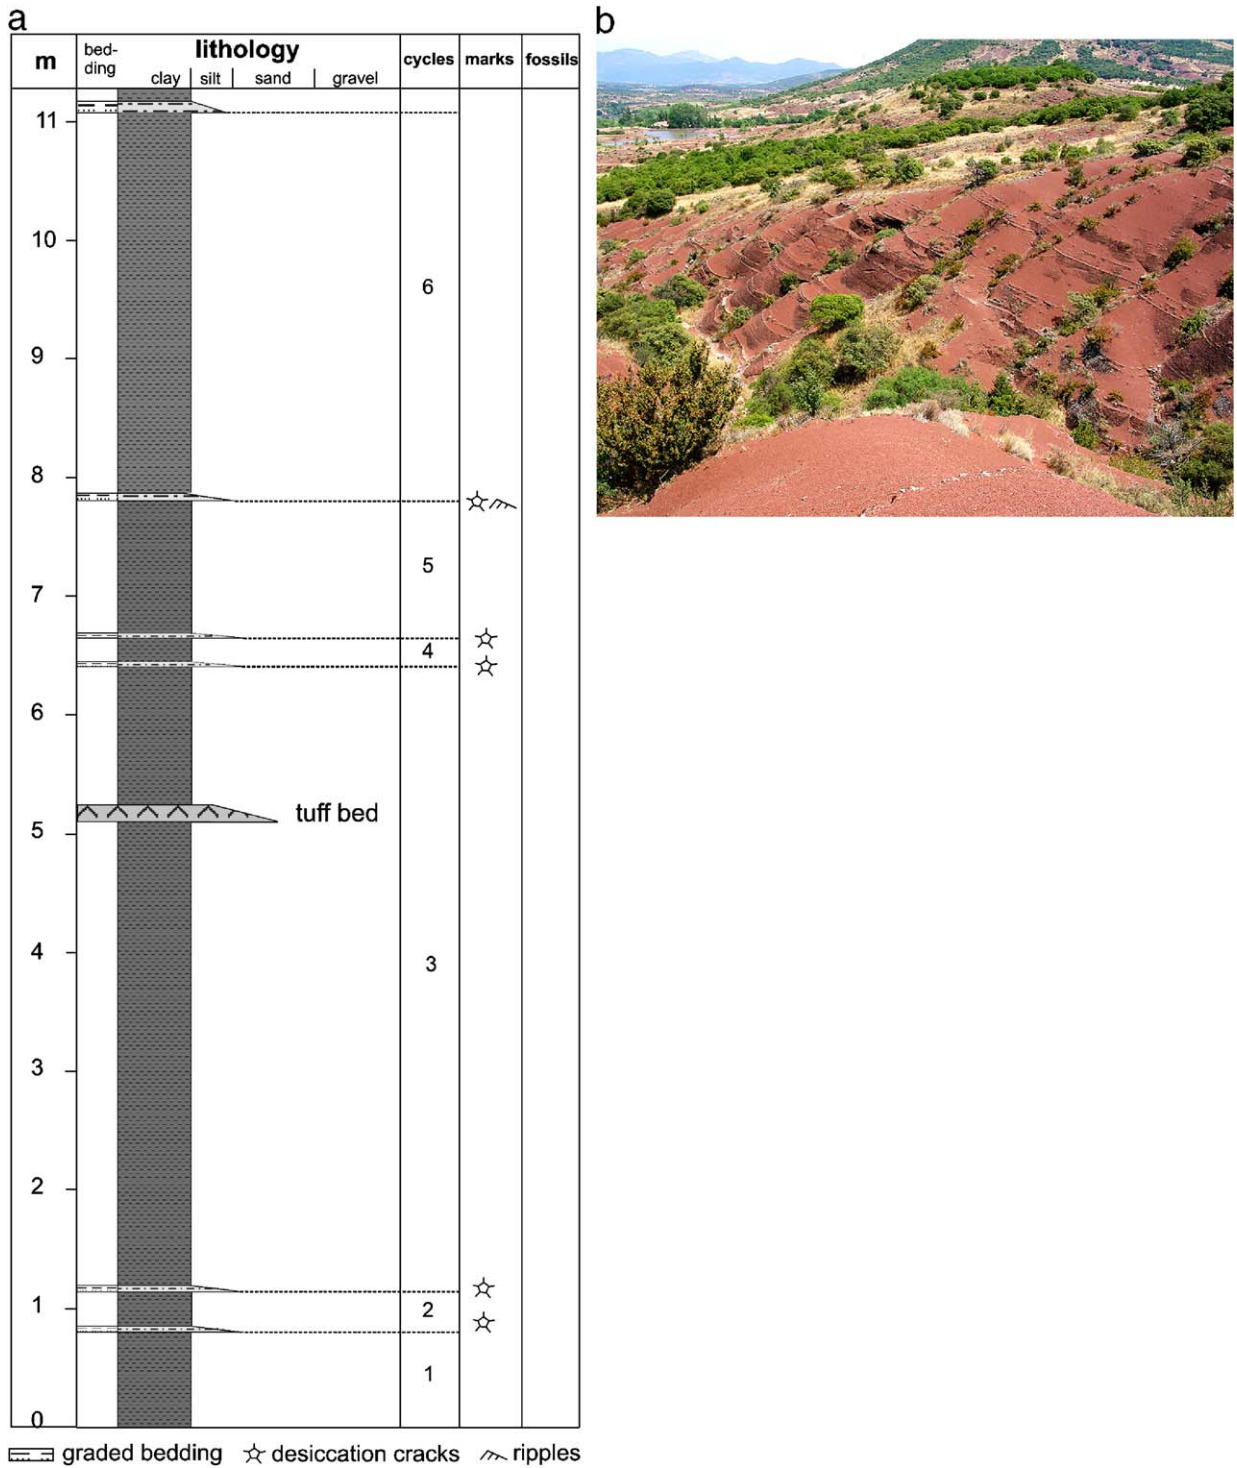 a
b
m
bed-
ding
lithology
clay
silt
sand
gravel
cycles
marks
fossils
11
10
6
9
8
5
7
4
6
tuff bed
5
4
3
3
2
1
2
1
0
graded bedding
desiccation cracks
ripples